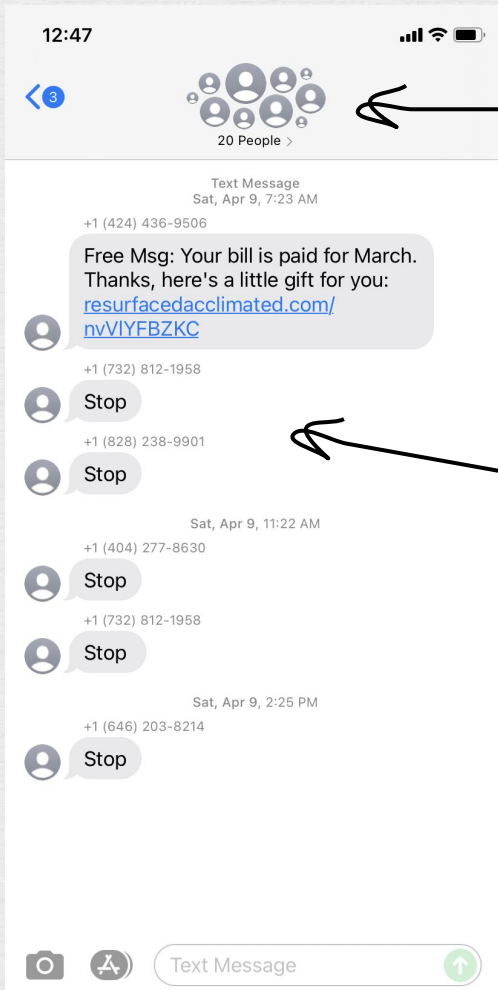 12:47
3
20 People >
Text Message
Sat, Apr 9, 7:23 AM
+1 (424) 436-9506
Free Msg: Your bill is paid for March.
Thanks, here's a little gift for you:
resurfacedacclimated.com/
nvVlYFBZKC
+1 (732) 812-1958
Stop
+1 (828) 238-9901
Stop
Sat, Apr 9, 11:22 AM
+1 (404) 277-8630
Stop
+1 (732) 812-1958
Stop
Sat, Apr 9, 2:25 PM
+1 (646) 203-8214
Stop
Text Message